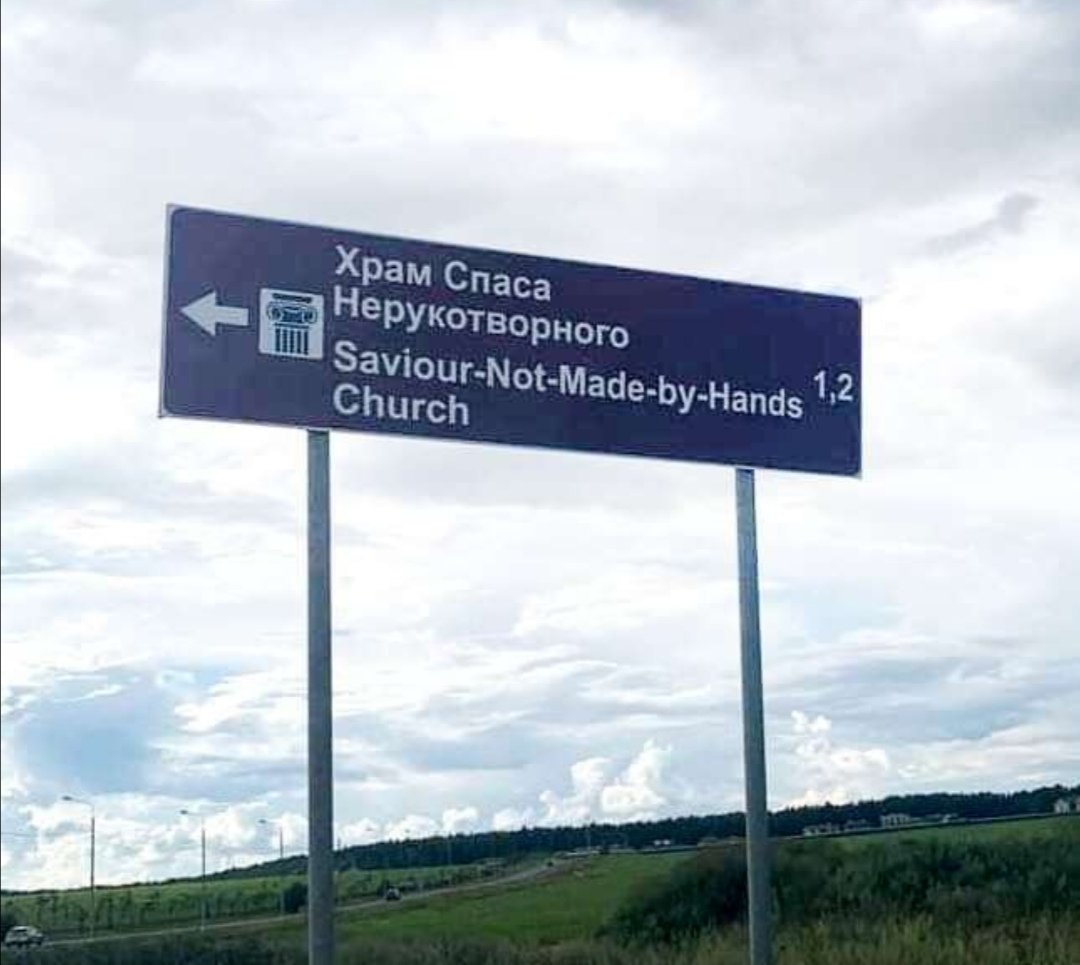 Храм Спаса
Нерукотворного
Saviour-Not-Made-by-Hands 1,2
Church